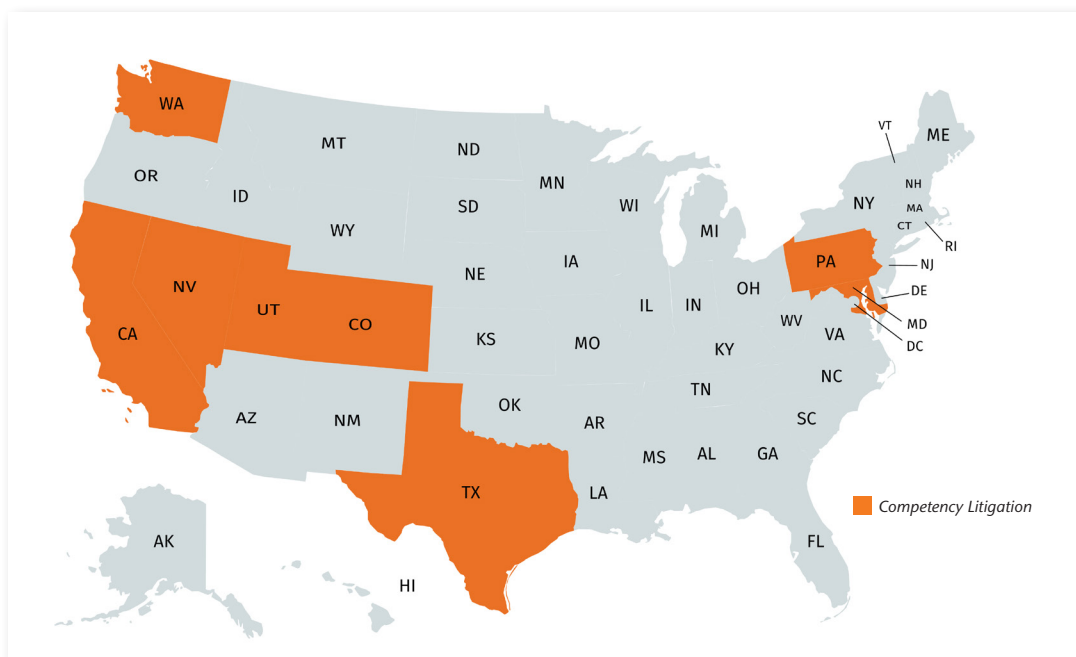 WA
VT
ME
MT
ND
OR
MN
ID
NH
SD
WI
NY
MA
WY
CT
MI
RI
PA
IA
NJ
NE
NV
OH
DE
UT
IL
IN
CO
WV
MD
CA
VA
KS
MO
DC
KY
NC
TN
OK
AZ
NM
AR
SC
MS
AL
GA
TX
LA
Competency Litigation
AK
FL
HI